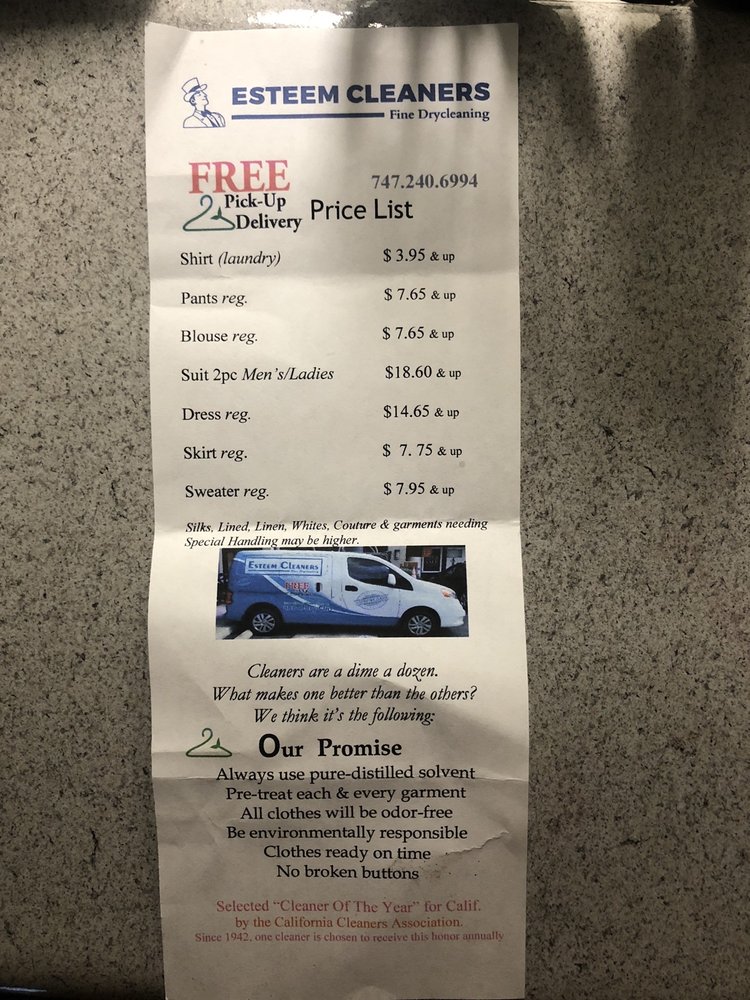 ESTEEM CLEANERS
Fine Drycleaning
FREE
747.240.6994
Pick-Up
Delivery
Price List
Shirt (laundry) $ 3.95 & up
Pants reg. $ 7.65 & up
Blouse reg. $ 7.65 & up
Suit 2pc Men's/Ladies $18.60 & up
Dress reg. $14.65 & up
Skirt reg. $ 7. 75 & up
Sweater reg. $ 7.95 & up
Silks, Lined, Linen, Whites, Couture & garments needing
Special Handling may be higher.
ESTEEM CLEANERS
FREE
Cleaners are a dime a dozen.
What makes one better than the others?
We think it's the following:
Our Promise
Always use pure-distilled solvent
Pre-treat each & every garment
All clothes will be odor-free
Be environmentally responsible
Clothes ready on time
No broken buttons
Selected "Cleaner Of The Year" for Calif.
by the California Cleaners Association.
Since 1942, one cleaner is chosen to receive this honor annually